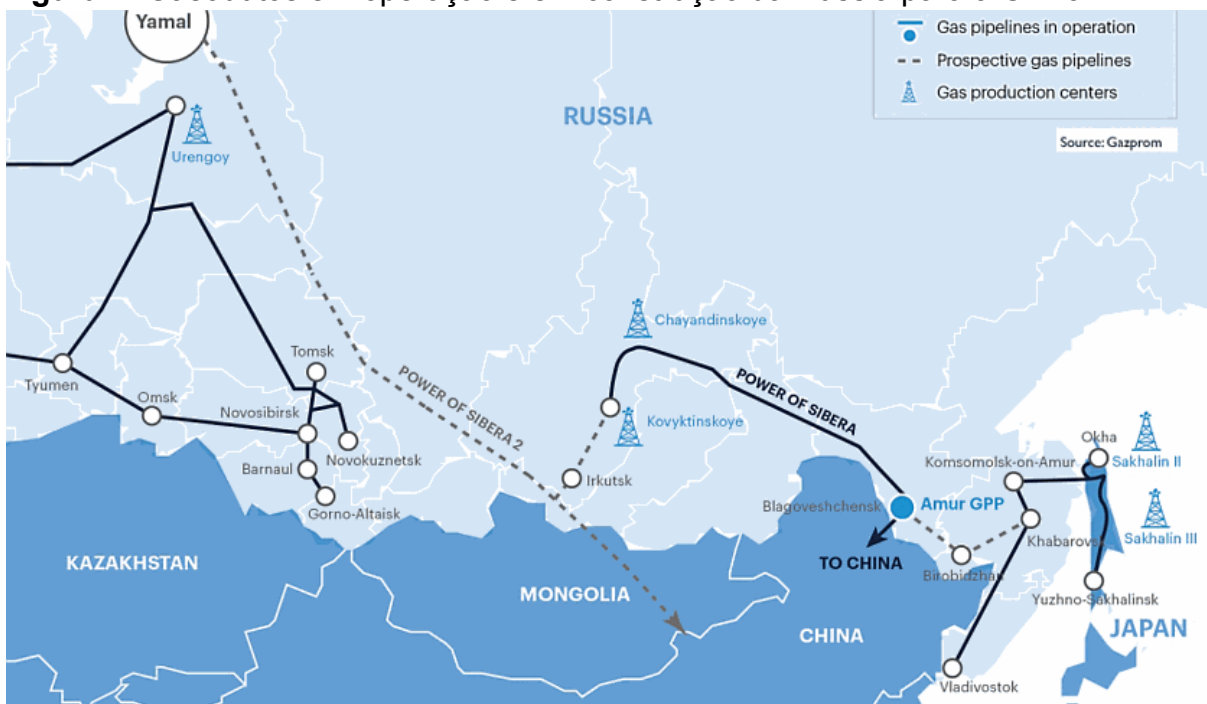 Yamal
Gas pipelines in operation
Prospective gas pipelines
Gas production centers
Source: Gazprom
RUSSIA
Urengoy
Chayandinskoye
Tomsk
Tyumen
POWER OF SIBERA 2
POWER OF SIBERA
Omsk
Novosibirsk
Kovyktinskoye
Okha
Novokuznetsk
Barnaul
Komsomolsk-on-Amur
Sakhalin II
Irkutsk
Gorno-Altaisk
Blagoveshchensk
Amur GPP
Khabarovsk
Sakhalin III
KAZAKHSTAN
TO CHINA
Birobidzhan
MONGOLIA
Yuzhno-Sakhalinsk
CHINA
JAPAN
Vladivostok